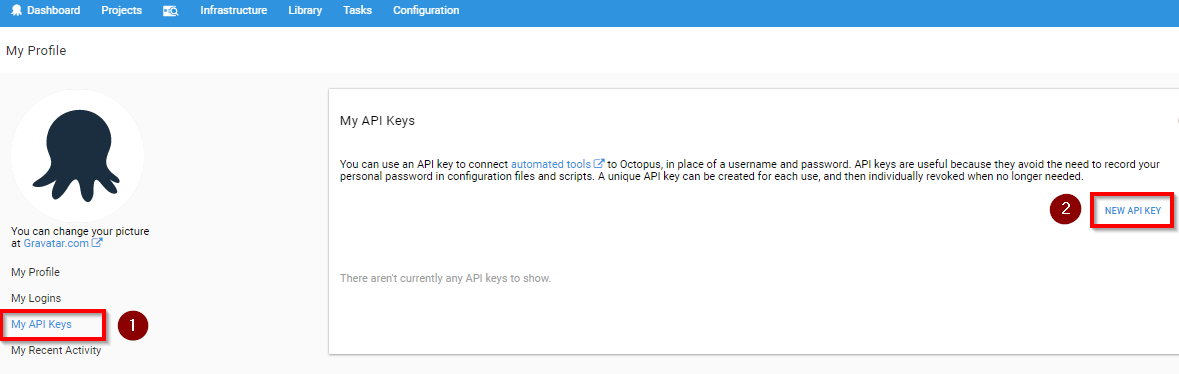 Dashboard Projects Infrastructure Library Tasks Configuration
My Profile
You can change your picture
at Gravatar.com
My Profile
My Logins
My API Keys
1
My Recent Activity
My API Keys
You can use an API key to connect automated tools to Octopus, in place of a username and password. API keys are useful because they avoid the need to record your
personal password in configuration files and scripts. A unique API key can be created for each use, and then individually revoked when no longer needed.
2
NEW API KEY
There aren't currently any API keys to show.